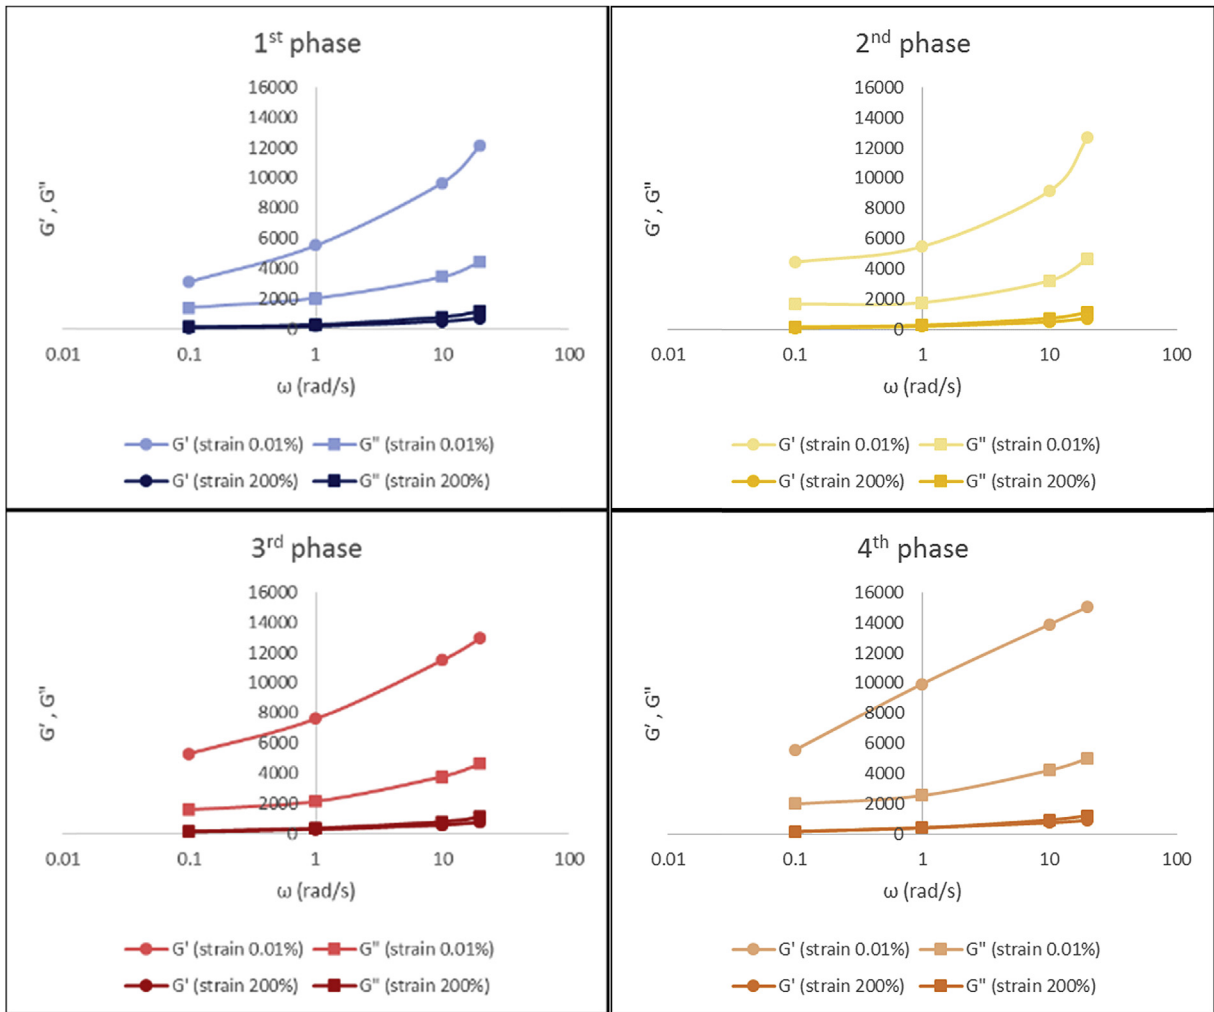 1st phase
16000
14000
12000
10000
8000
6000
4000
2000
0
G', G"
0.01 0.1 1 10 100
ω (rad/s)
G' (strain 0.01%) G" (strain 0.01%)
G' (strain 200%) G" (strain 200%)
2nd phase
16000
14000
12000
10000
8000
6000
4000
2000
0
G', G"
0.01 0.1 1 10 100
ω (rad/s)
G' (strain 0.01%) G" (strain 0.01%)
G' (strain 200%) G" (strain 200%)
3rd phase
16000
14000
12000
10000
8000
6000
4000
2000
0
G', G"
0.01 0.1 1 10 100
ω (rad/s)
G' (strain 0.01%) G" (strain 0.01%)
G' (strain 200%) G" (strain 200%)
4th phase
16000
14000
12000
10000
8000
6000
4000
2000
0
G', G"
0.01 0.1 1 10 100
ω (rad/s)
G' (strain 0.01%) G" (strain 0.01%)
G' (strain 200%) G" (strain 200%)